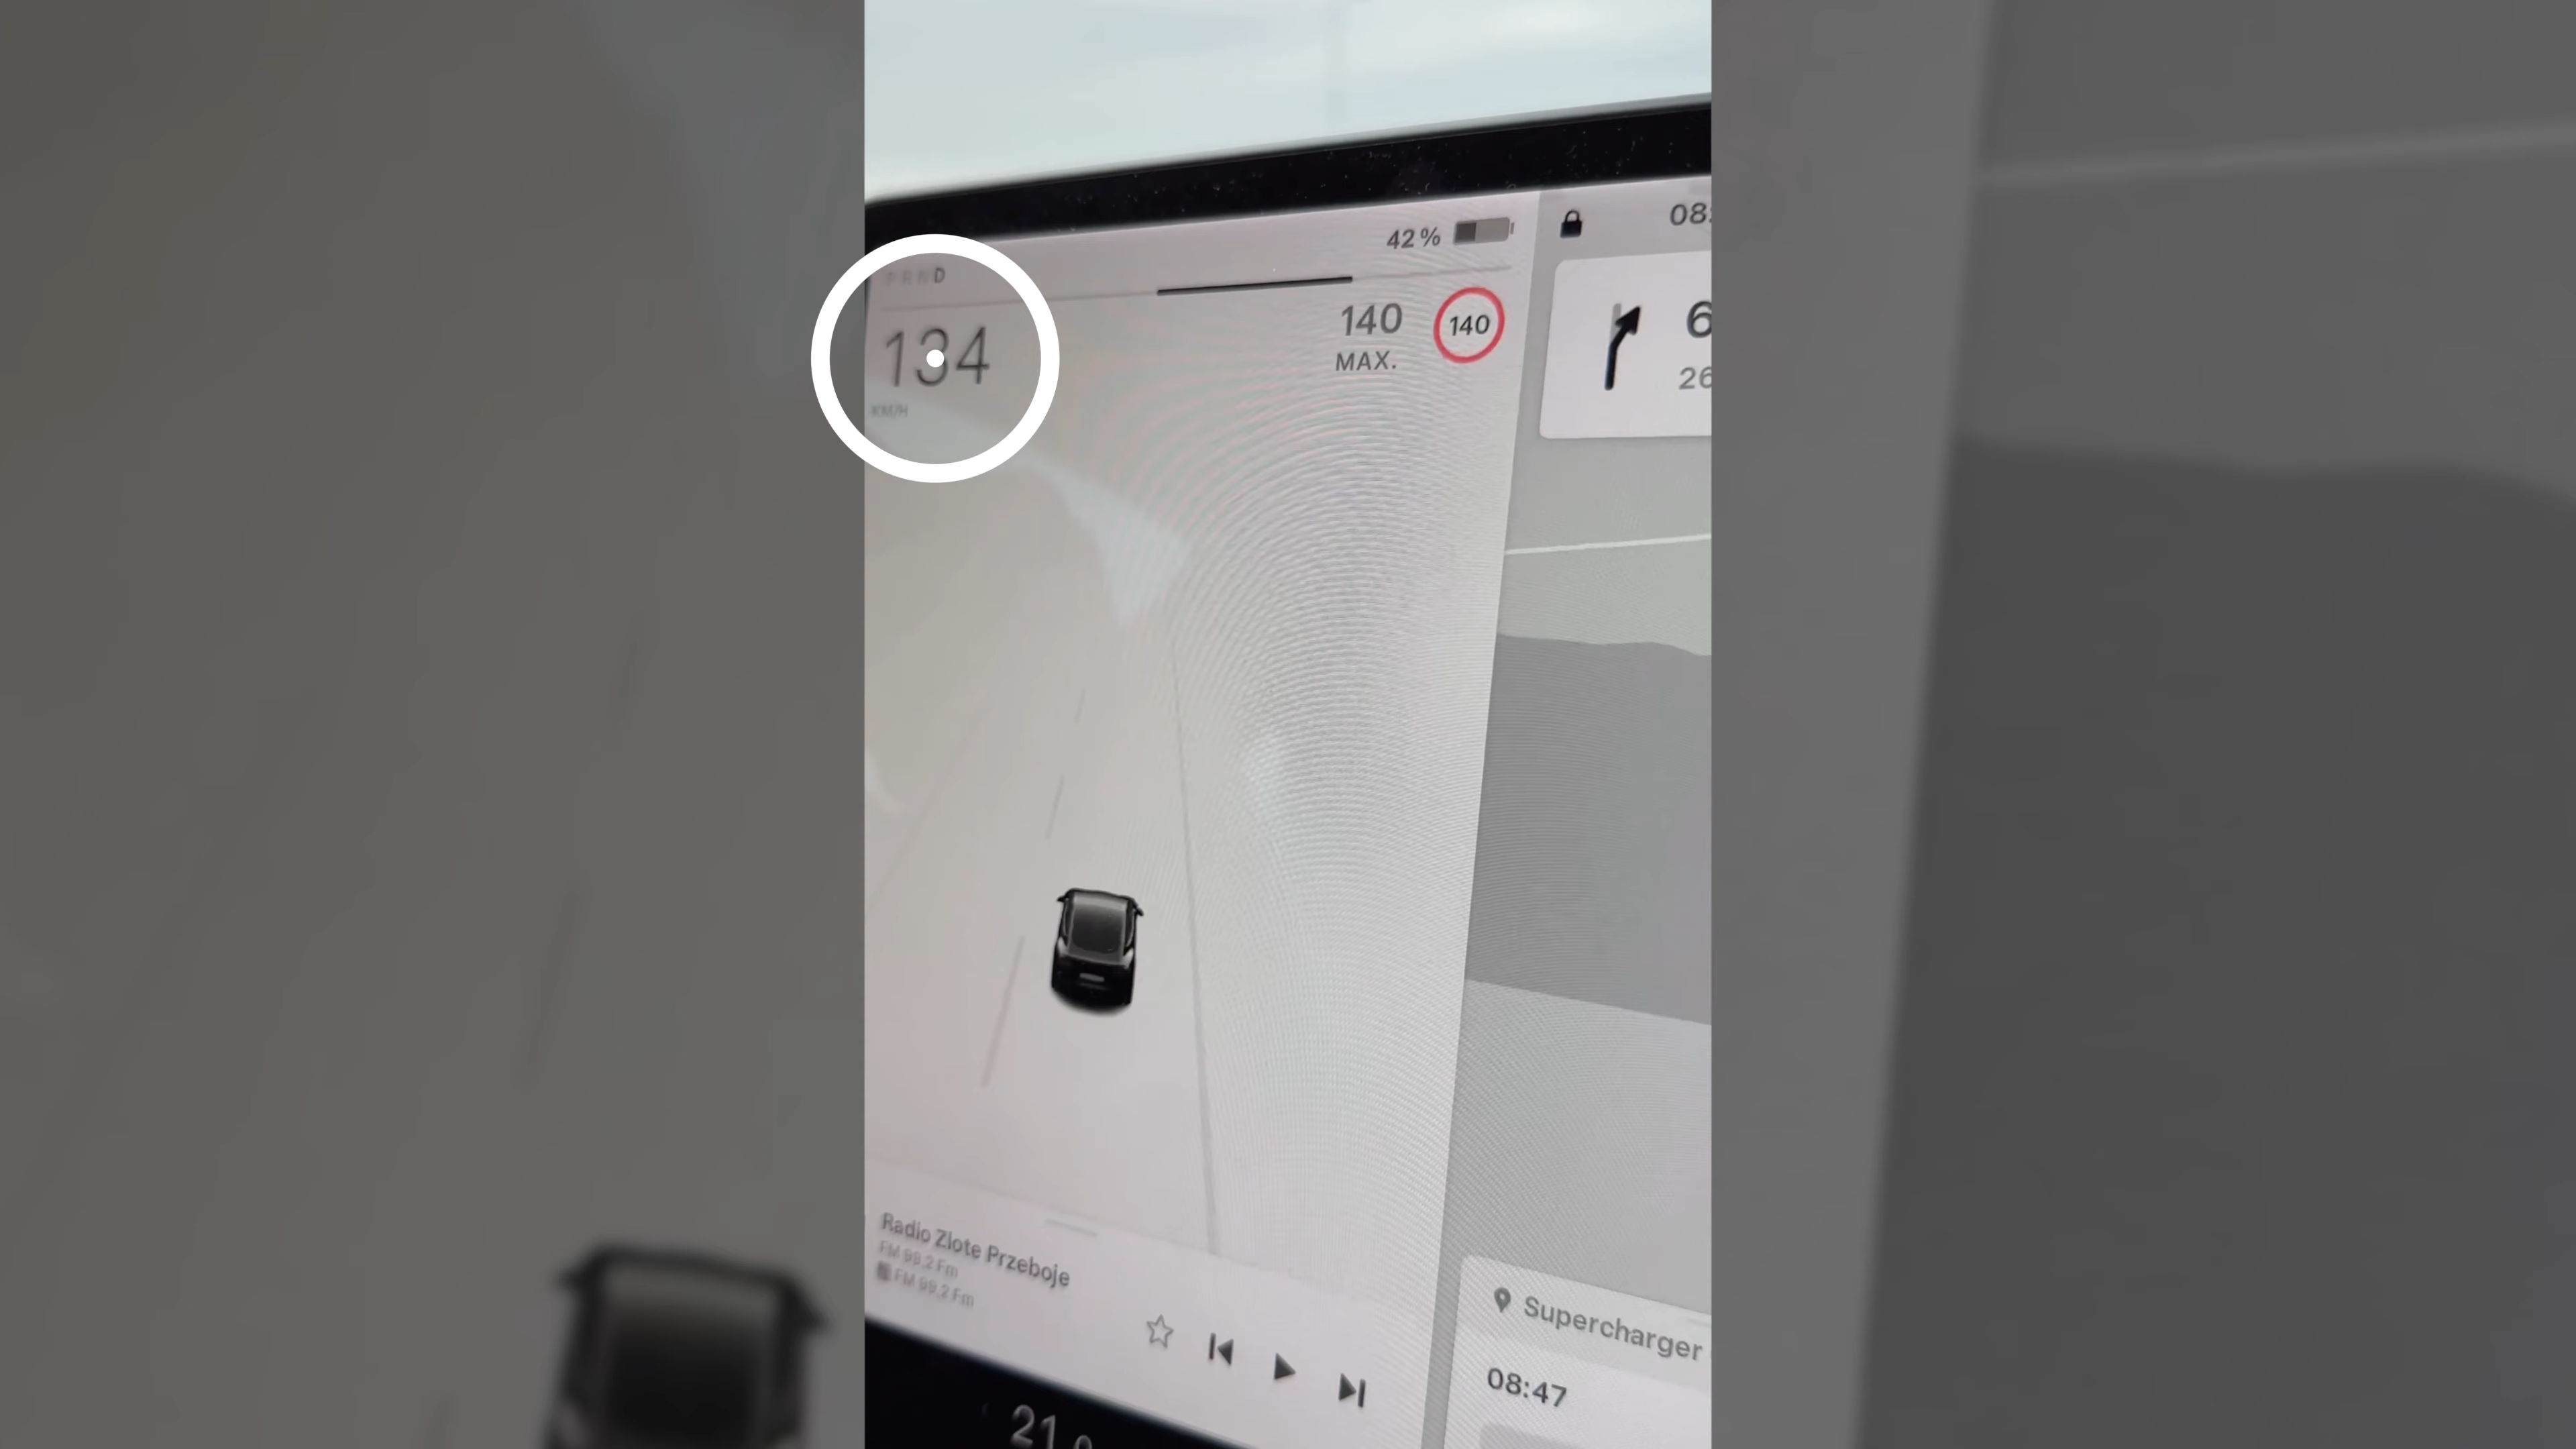 42 %
08:
PRND
134
KM/H
140
MAX.
140
6
26
Radio Zlote Przeboje
FM 99,2 Fm
FM 99,2 Fm
Supercharger
08:47
21